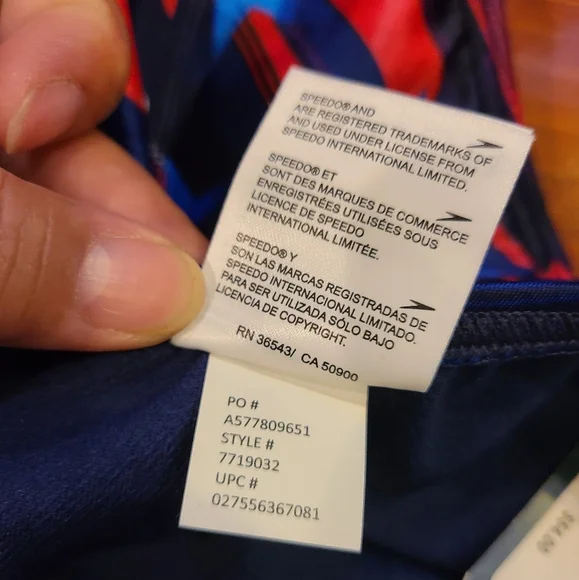 SPEEDO® AND
ARE REGISTERED TRADEMARKS OF
AND USED UNDER LICENSE FROM
SPEEDO INTERNATIONAL LIMITED.
SPEEDO® ET
SONT DES MARQUES DE COMMERCE
ENREGISTRÉES UTILISÉES SOUS
LICENCE DE SPEEDO
INTERNATIONAL LIMITÉE.
SPEEDO® Y
SON LAS MARCAS REGISTRADAS DE
SPEEDO INTERNACIONAL LIMITADO.
PARA SER UTILIZADA SÓLO BAJO
LICENCIA DE COPYRIGHT.
RN 36543/ CA 50900
PO #
A577809651
STYLE #
7719032
UPC #
027556367081